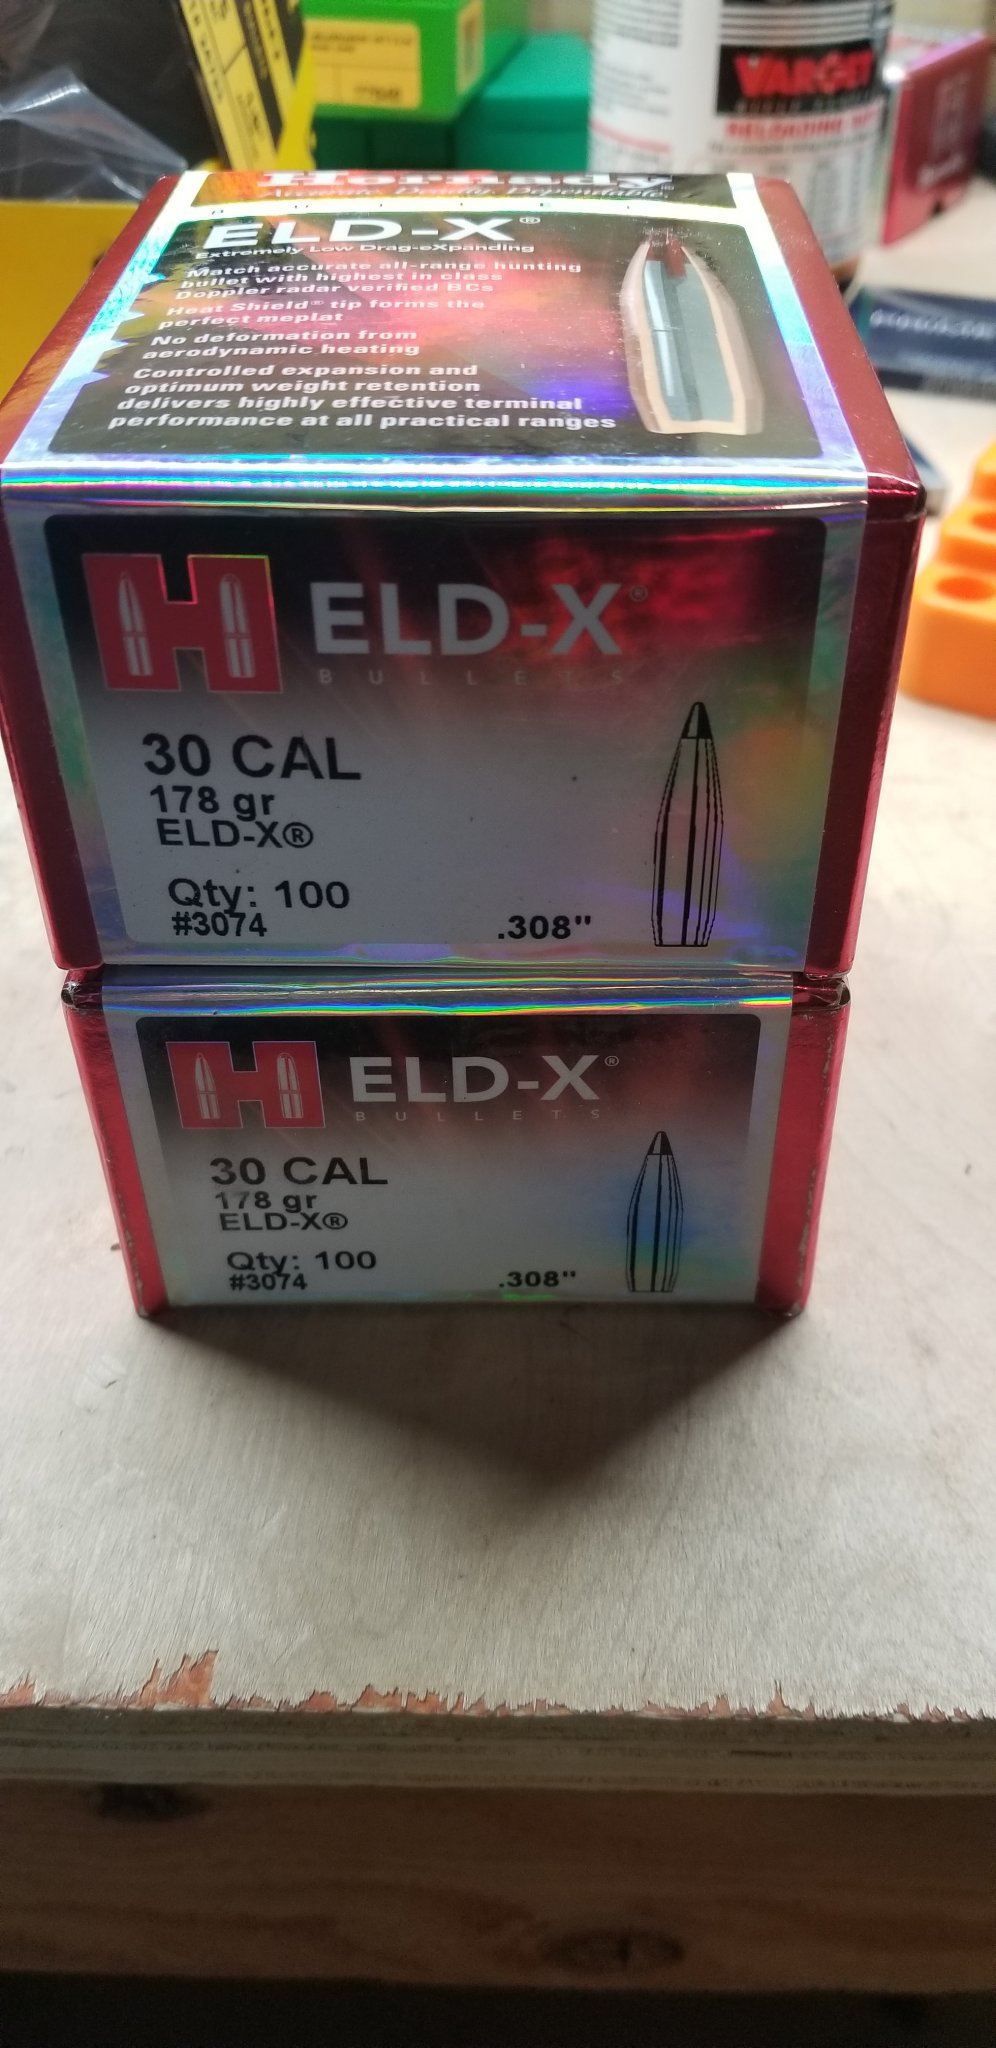 VARGET
RELOADING
Hornady
Accurate. Deadly. Dependable.
ELD-X®
Extremely Low Drag-eXpanding
Match accurate all-range hunting
bullet with highest in class
Doppler radar verified BCs
Heat Shield® tip forms the
perfect meplat
No deformation from
aerodynamic heating
Controlled expansion and
optimum weight retention
delivers highly effective terminal
performance at all practical ranges
H ELD-X®
BULLETS
30 CAL
178 gr
ELD-X®
Qty: 100
#3074
.308"
H ELD-X®
BULLETS
30 CAL
178 gr
ELD-X®
Qty: 100
#3074
.308"